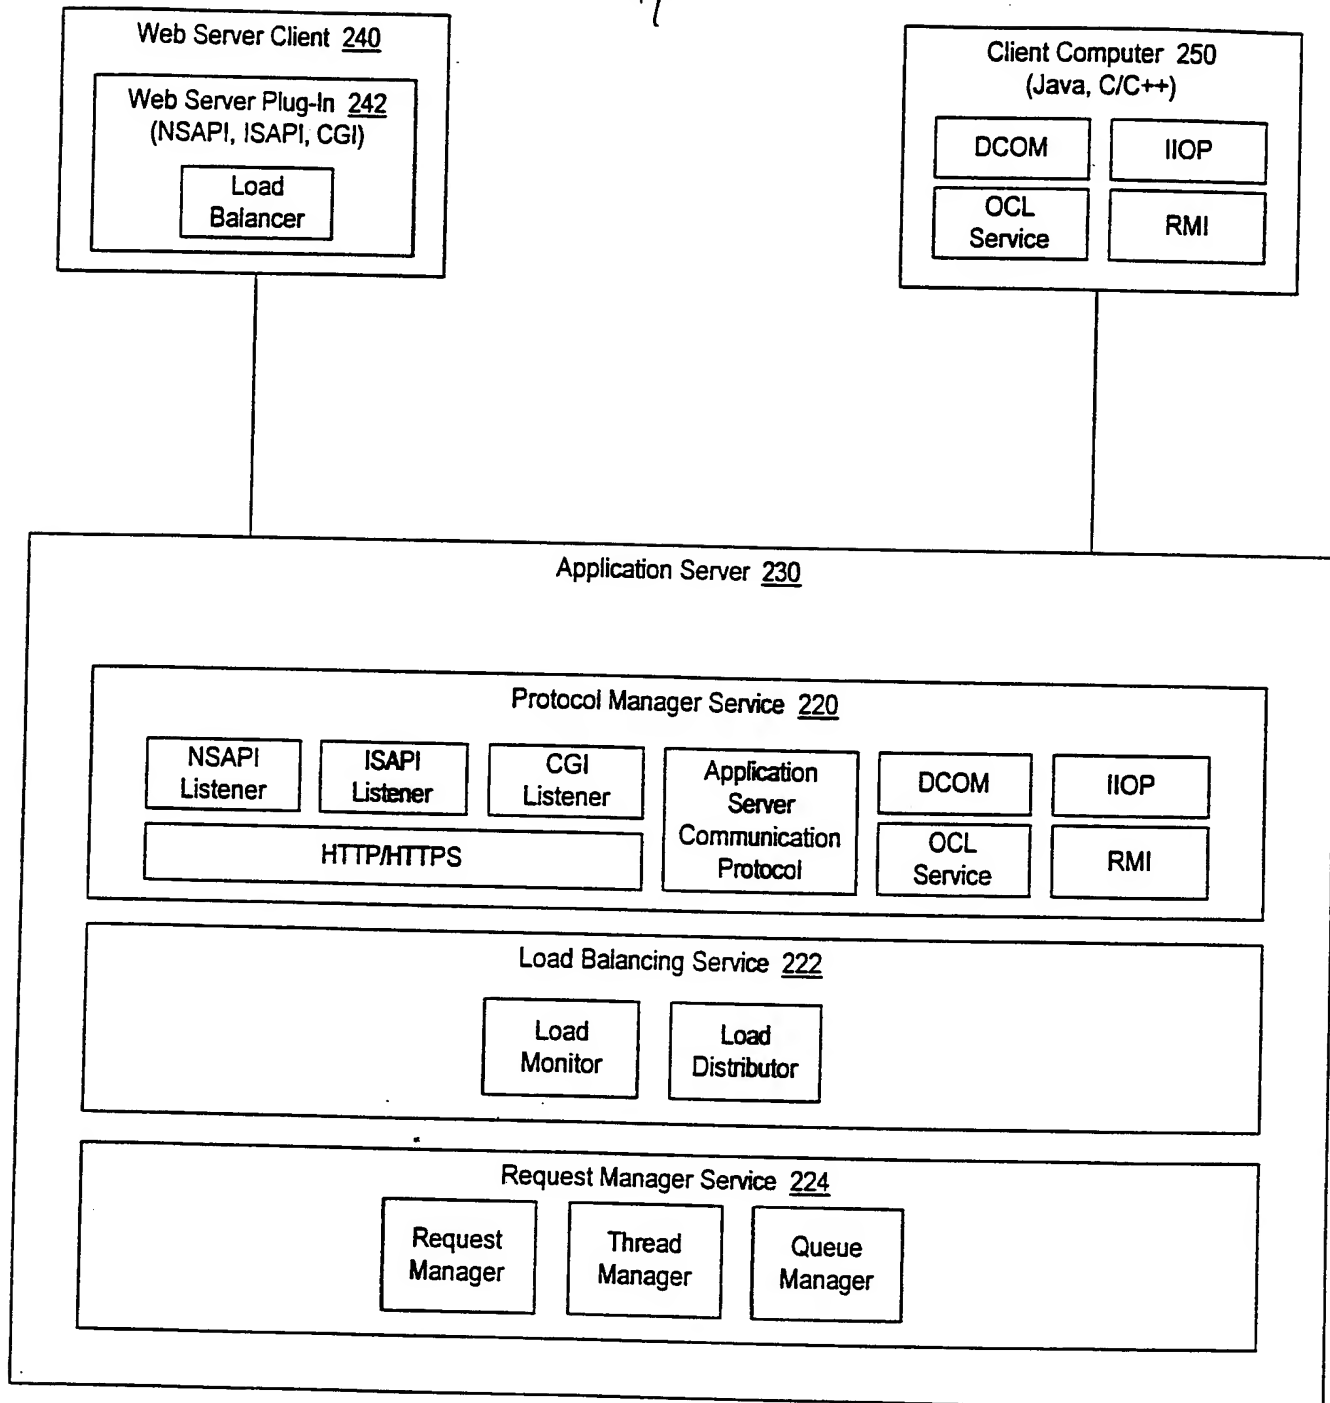 Web Server Client 240
Web Server Plug-In 242
(NSAPI, ISAPI, CGI)
Load
Balancer
Client Computer 250
(Java, C/C++)
DCOM
IIOP
OCL
Service
RMI
Application Server 230
Protocol Manager Service 220
NSAPI
Listener
ISAPI
Listener
CGI
Listener
HTTP/HTTPS
Application
Server
Communication
Protocol
DCOM
IIOP
OCL
Service
RMI
Load Balancing Service 222
Load
Monitor
Load
Distributor
Request Manager Service 224
Request
Manager
Thread
Manager
Queue
Manager